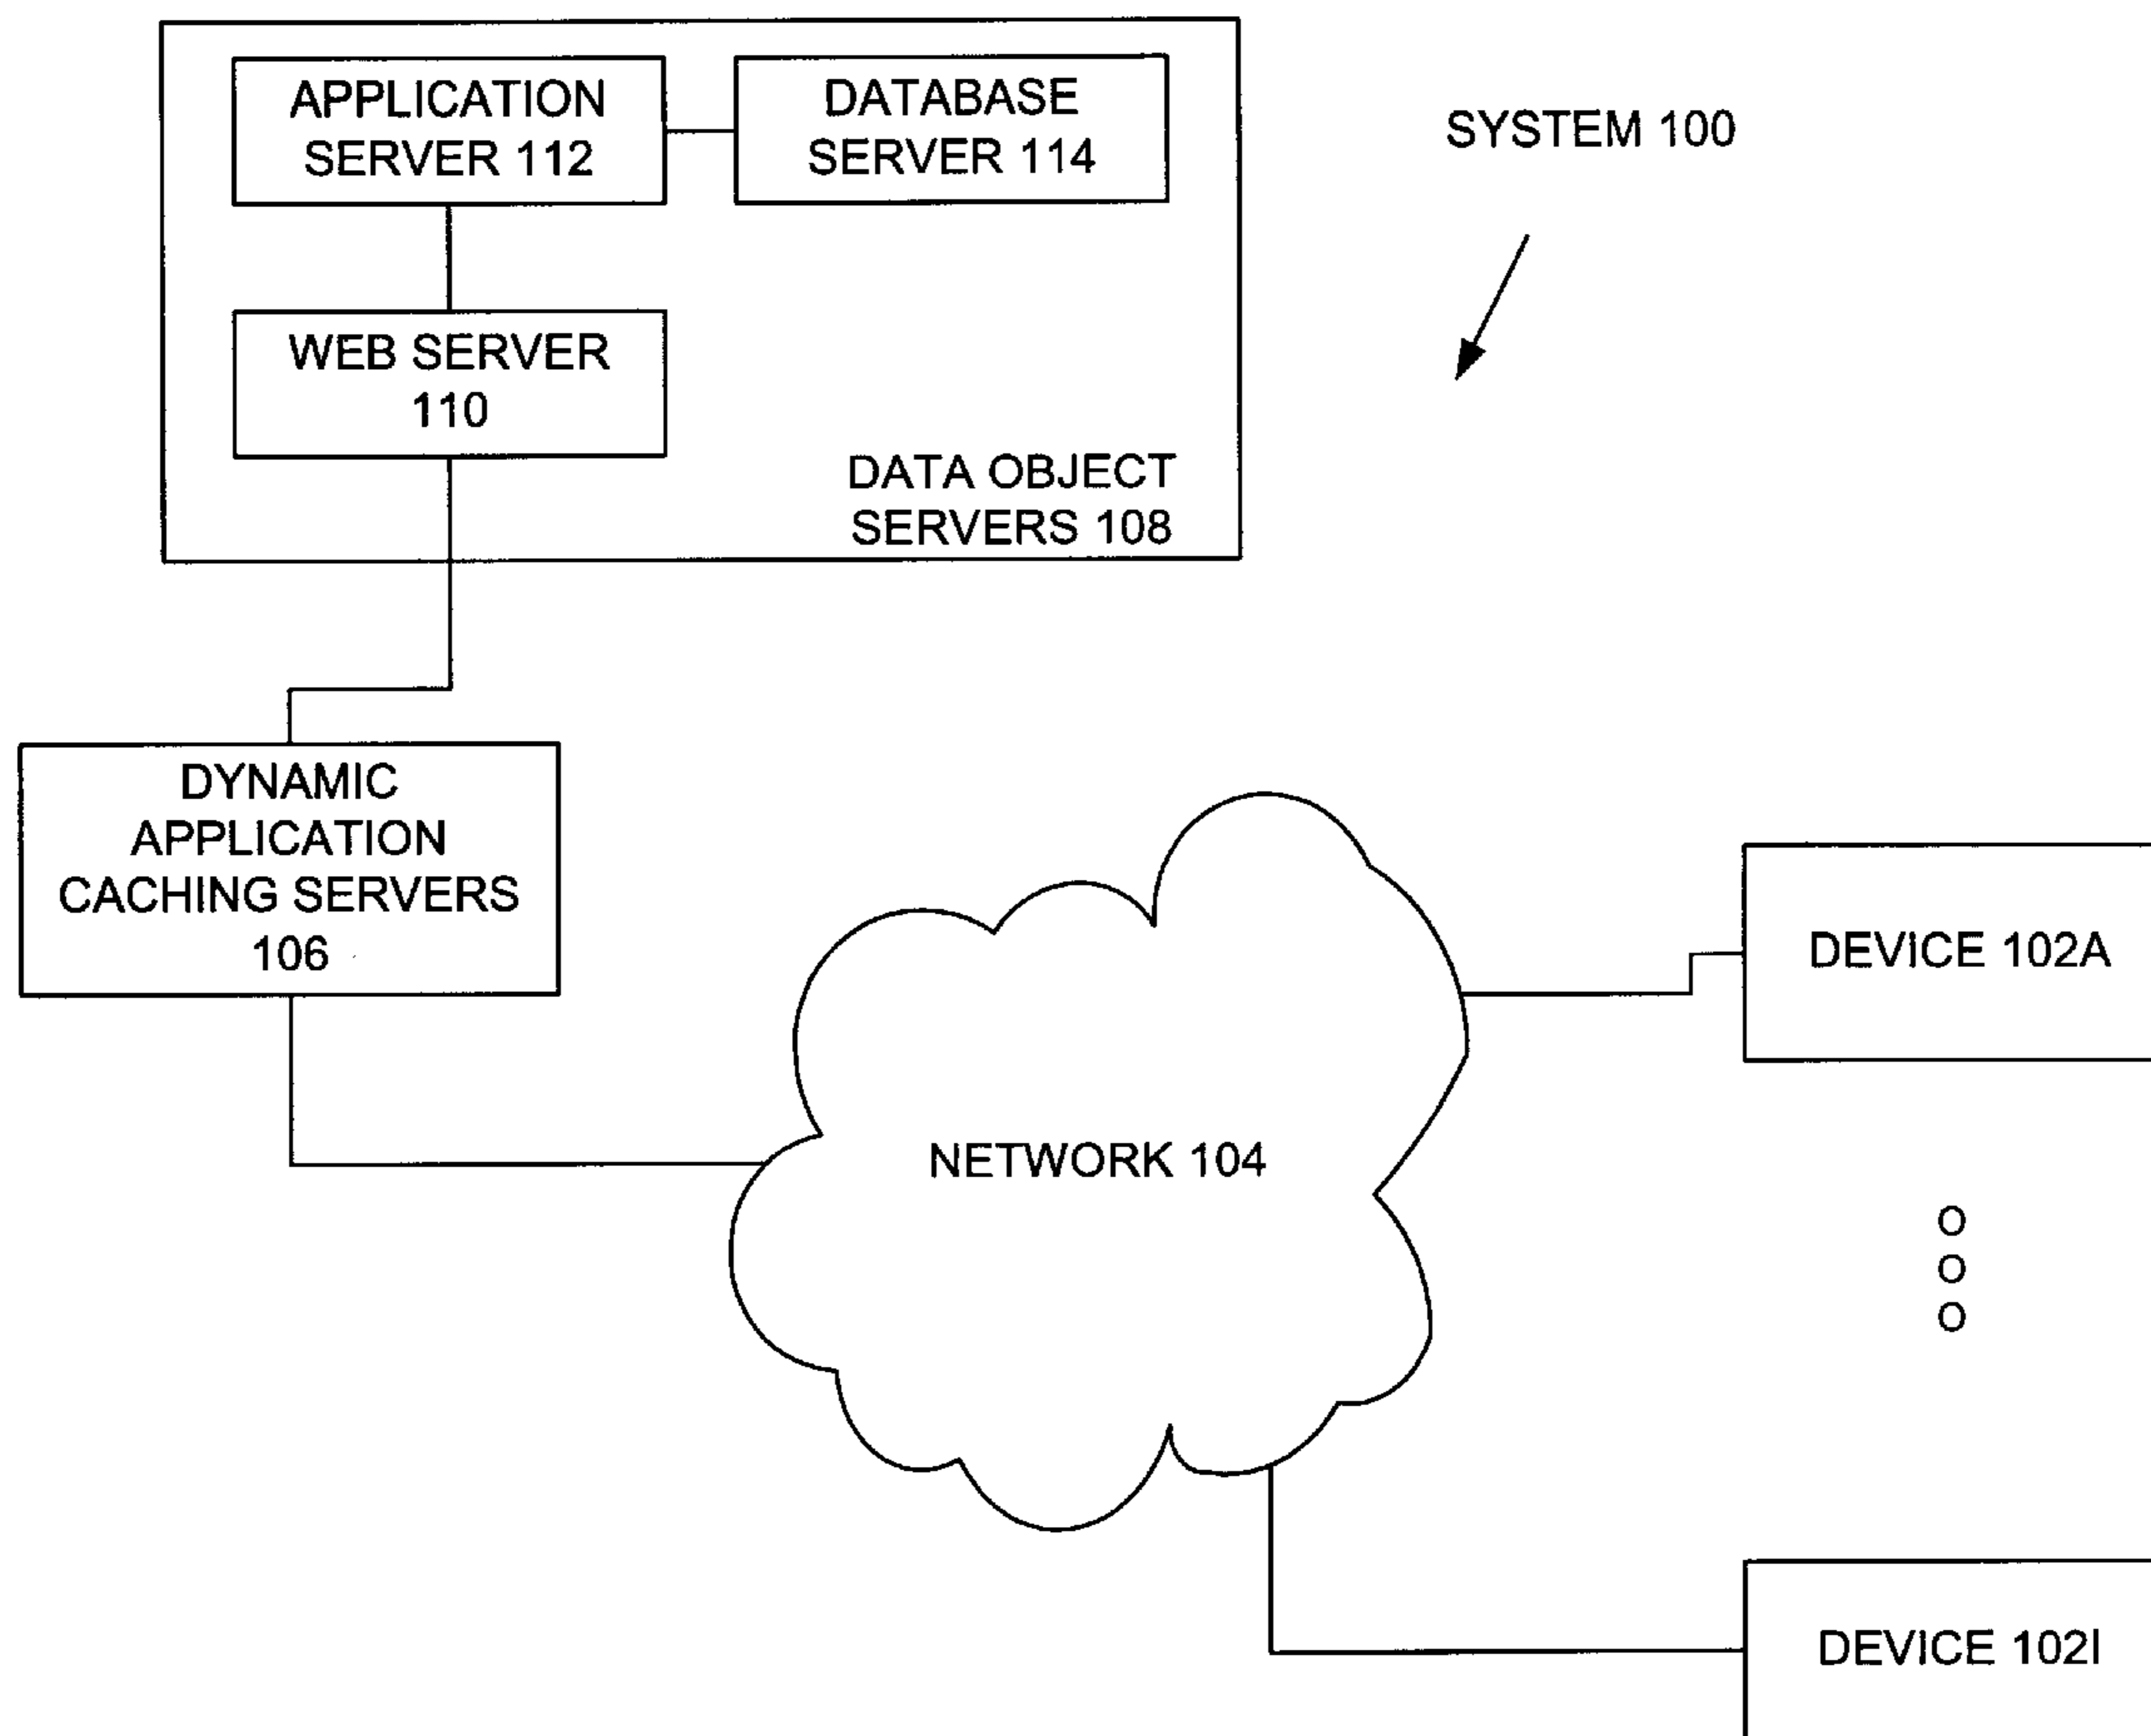 APPLICATION
SERVER 112
DATABASE
SERVER 114
SYSTEM 100
WEB SERVER
110
DATA OBJECT
SERVERS 108
DYNAMIC
APPLICATION
CACHING SERVERS
106
DEVICE 102A
NETWORK 104
O
O
O
DEVICE 102I